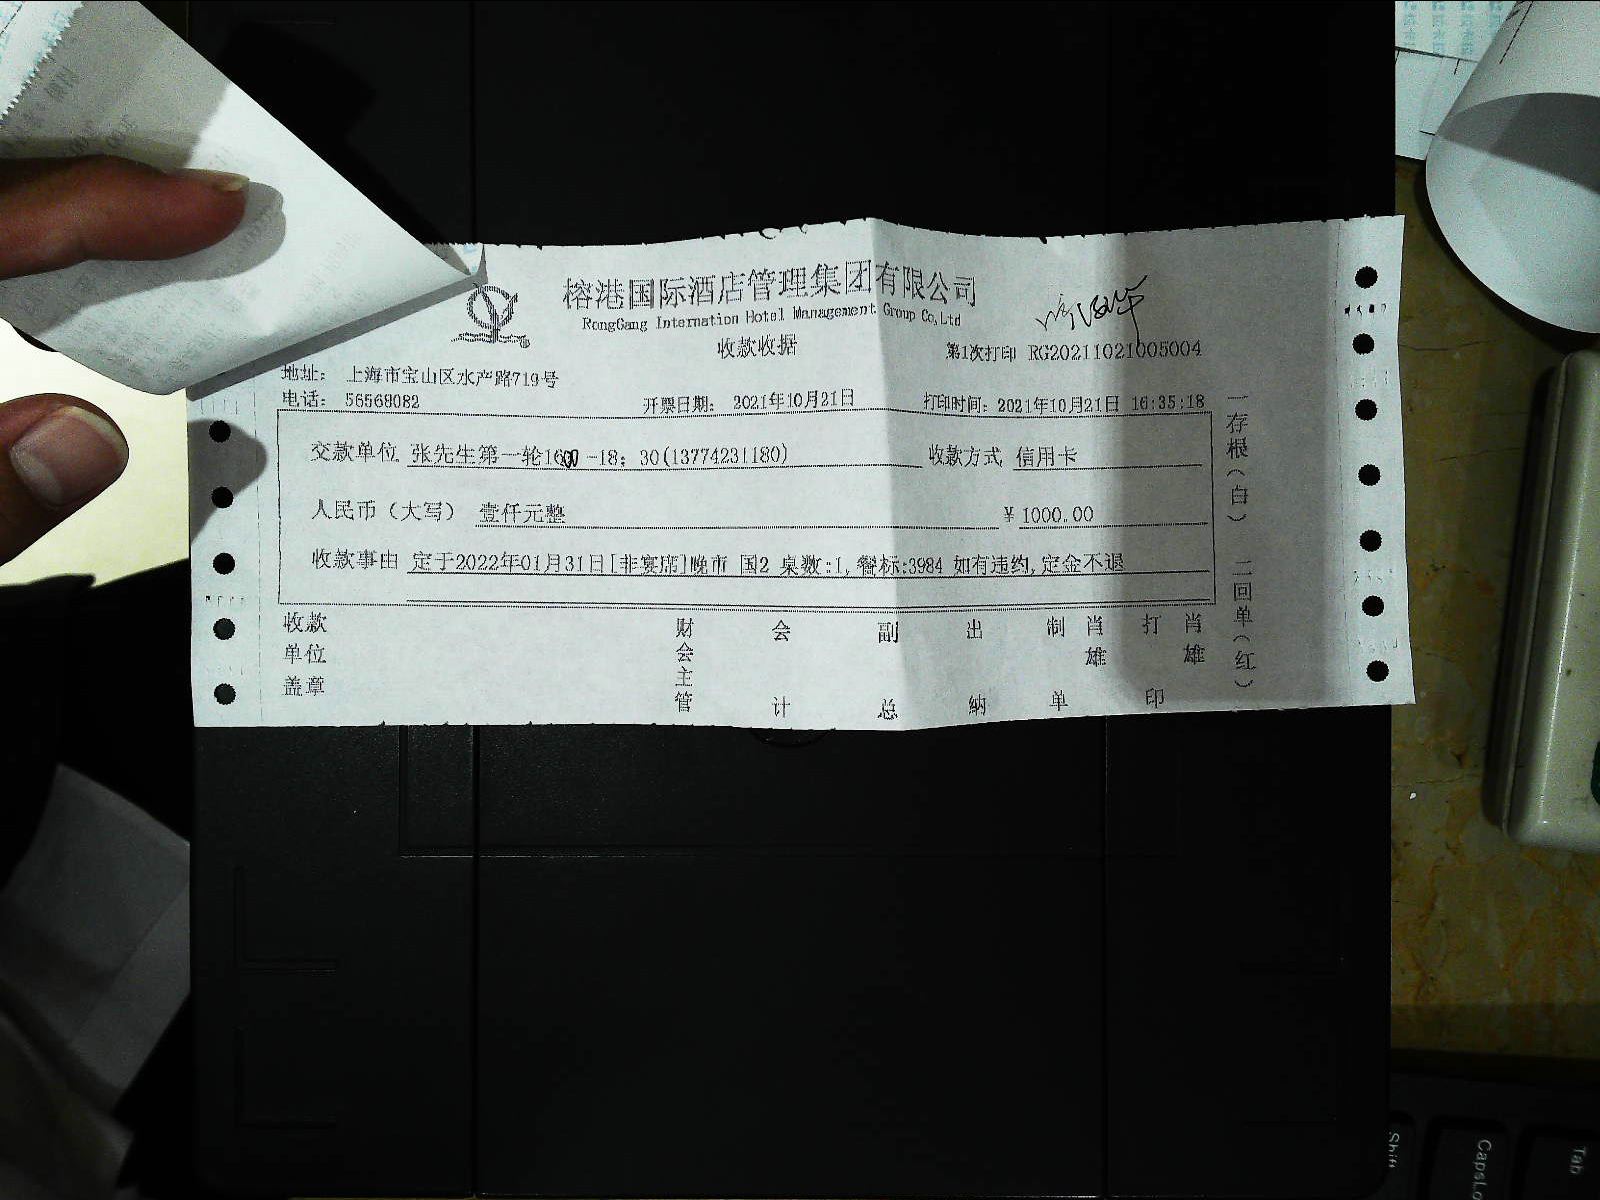 榕港国际酒店管理集团有限公司
RongGang Internation Hotel Management Group Co,Ltd
收款收据
第1次打印 RG20211021005004
地址： 上海市宝山区水产路719号
电话： 56568082
开票日期： 2021年10月21日
打印时间：2021年10月21日 16:35:18
交款单位 张先生第一轮1600-18：30(13774231180)
收款方式 信用卡
人民币（大写） 壹仟元整
¥ 1000.00
收款事由 定于2022年01月31日[非宴席]晚市 国2 桌数:1,餐标:3984 如有违约,定金不退
收款单位盖章
财会主管
会计
副总
出纳
制单
肖雄
打印
肖雄
一存根（白） 二回单（红）
Shift
CapsLo
Tab